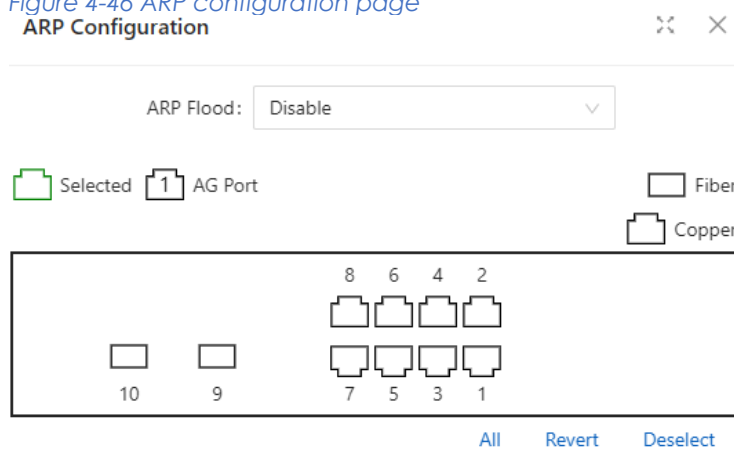 Figure 4-46 ARP configuration page
ARP Configuration
ARP Flood: Disable
Selected 1 AG Port Fiber
Copper
8 6 4 2
10 9 7 5 3 1
All Revert Deselect